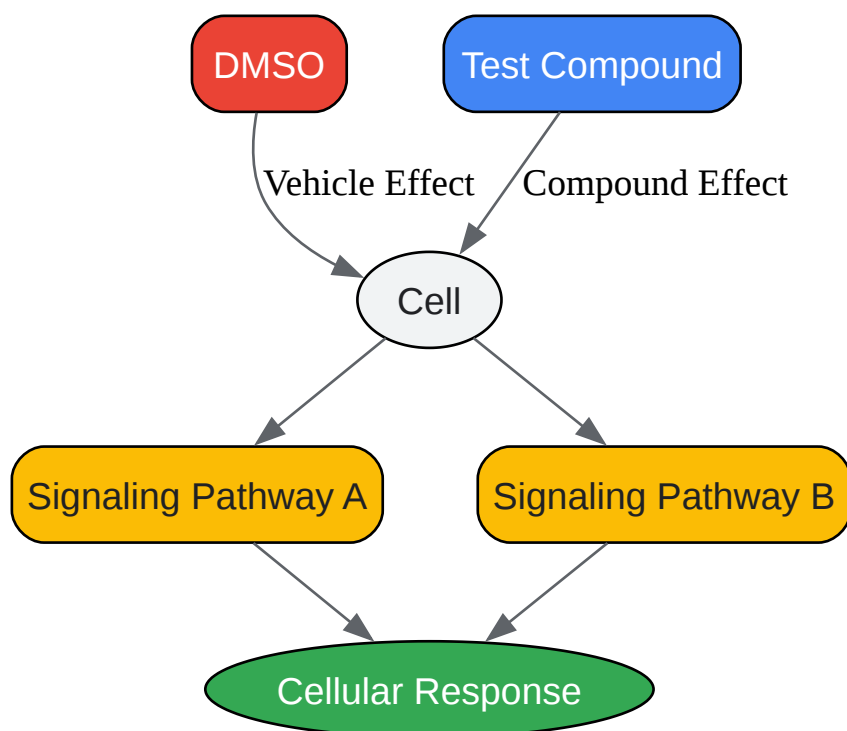 DMSO
Test Compound
Vehicle Effect
Compound Effect
Cell
Signaling Pathway A
Signaling Pathway B
Cellular Response